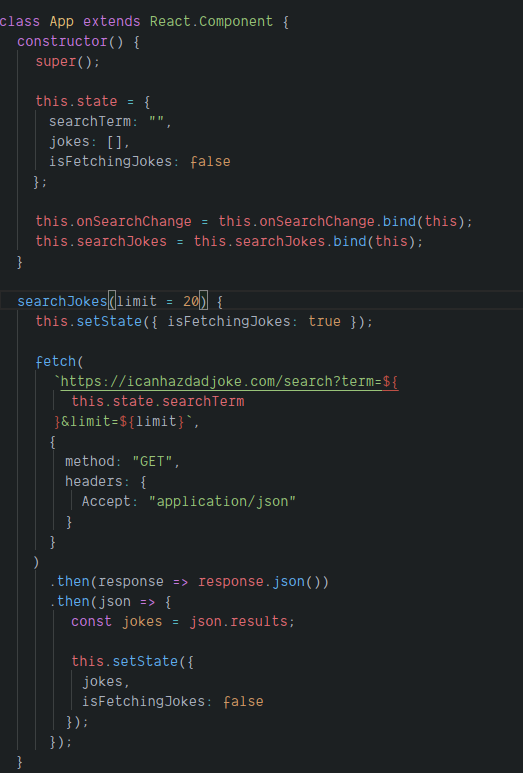 class App extends React.Component {
constructor() {
super();
this.state = {
searchTerm: "",
jokes: [],
isFetchingJokes: false
};
this.onSearchChange = this.onSearchChange.bind(this);
this.searchJokes = this.searchJokes.bind(this);
}
searchJokes(limit = 20) {
this.setState({ isFetchingJokes: true });
fetch(
`https://icanhazdadjoke.com/search?term=${
this.state.searchTerm
}&limit=${limit}`,
{
method: "GET",
headers: {
Accept: "application/json"
}
}
)
.then(response => response.json())
.then(json => {
const jokes = json.results;
this.setState({
jokes,
isFetchingJokes: false
});
});
}